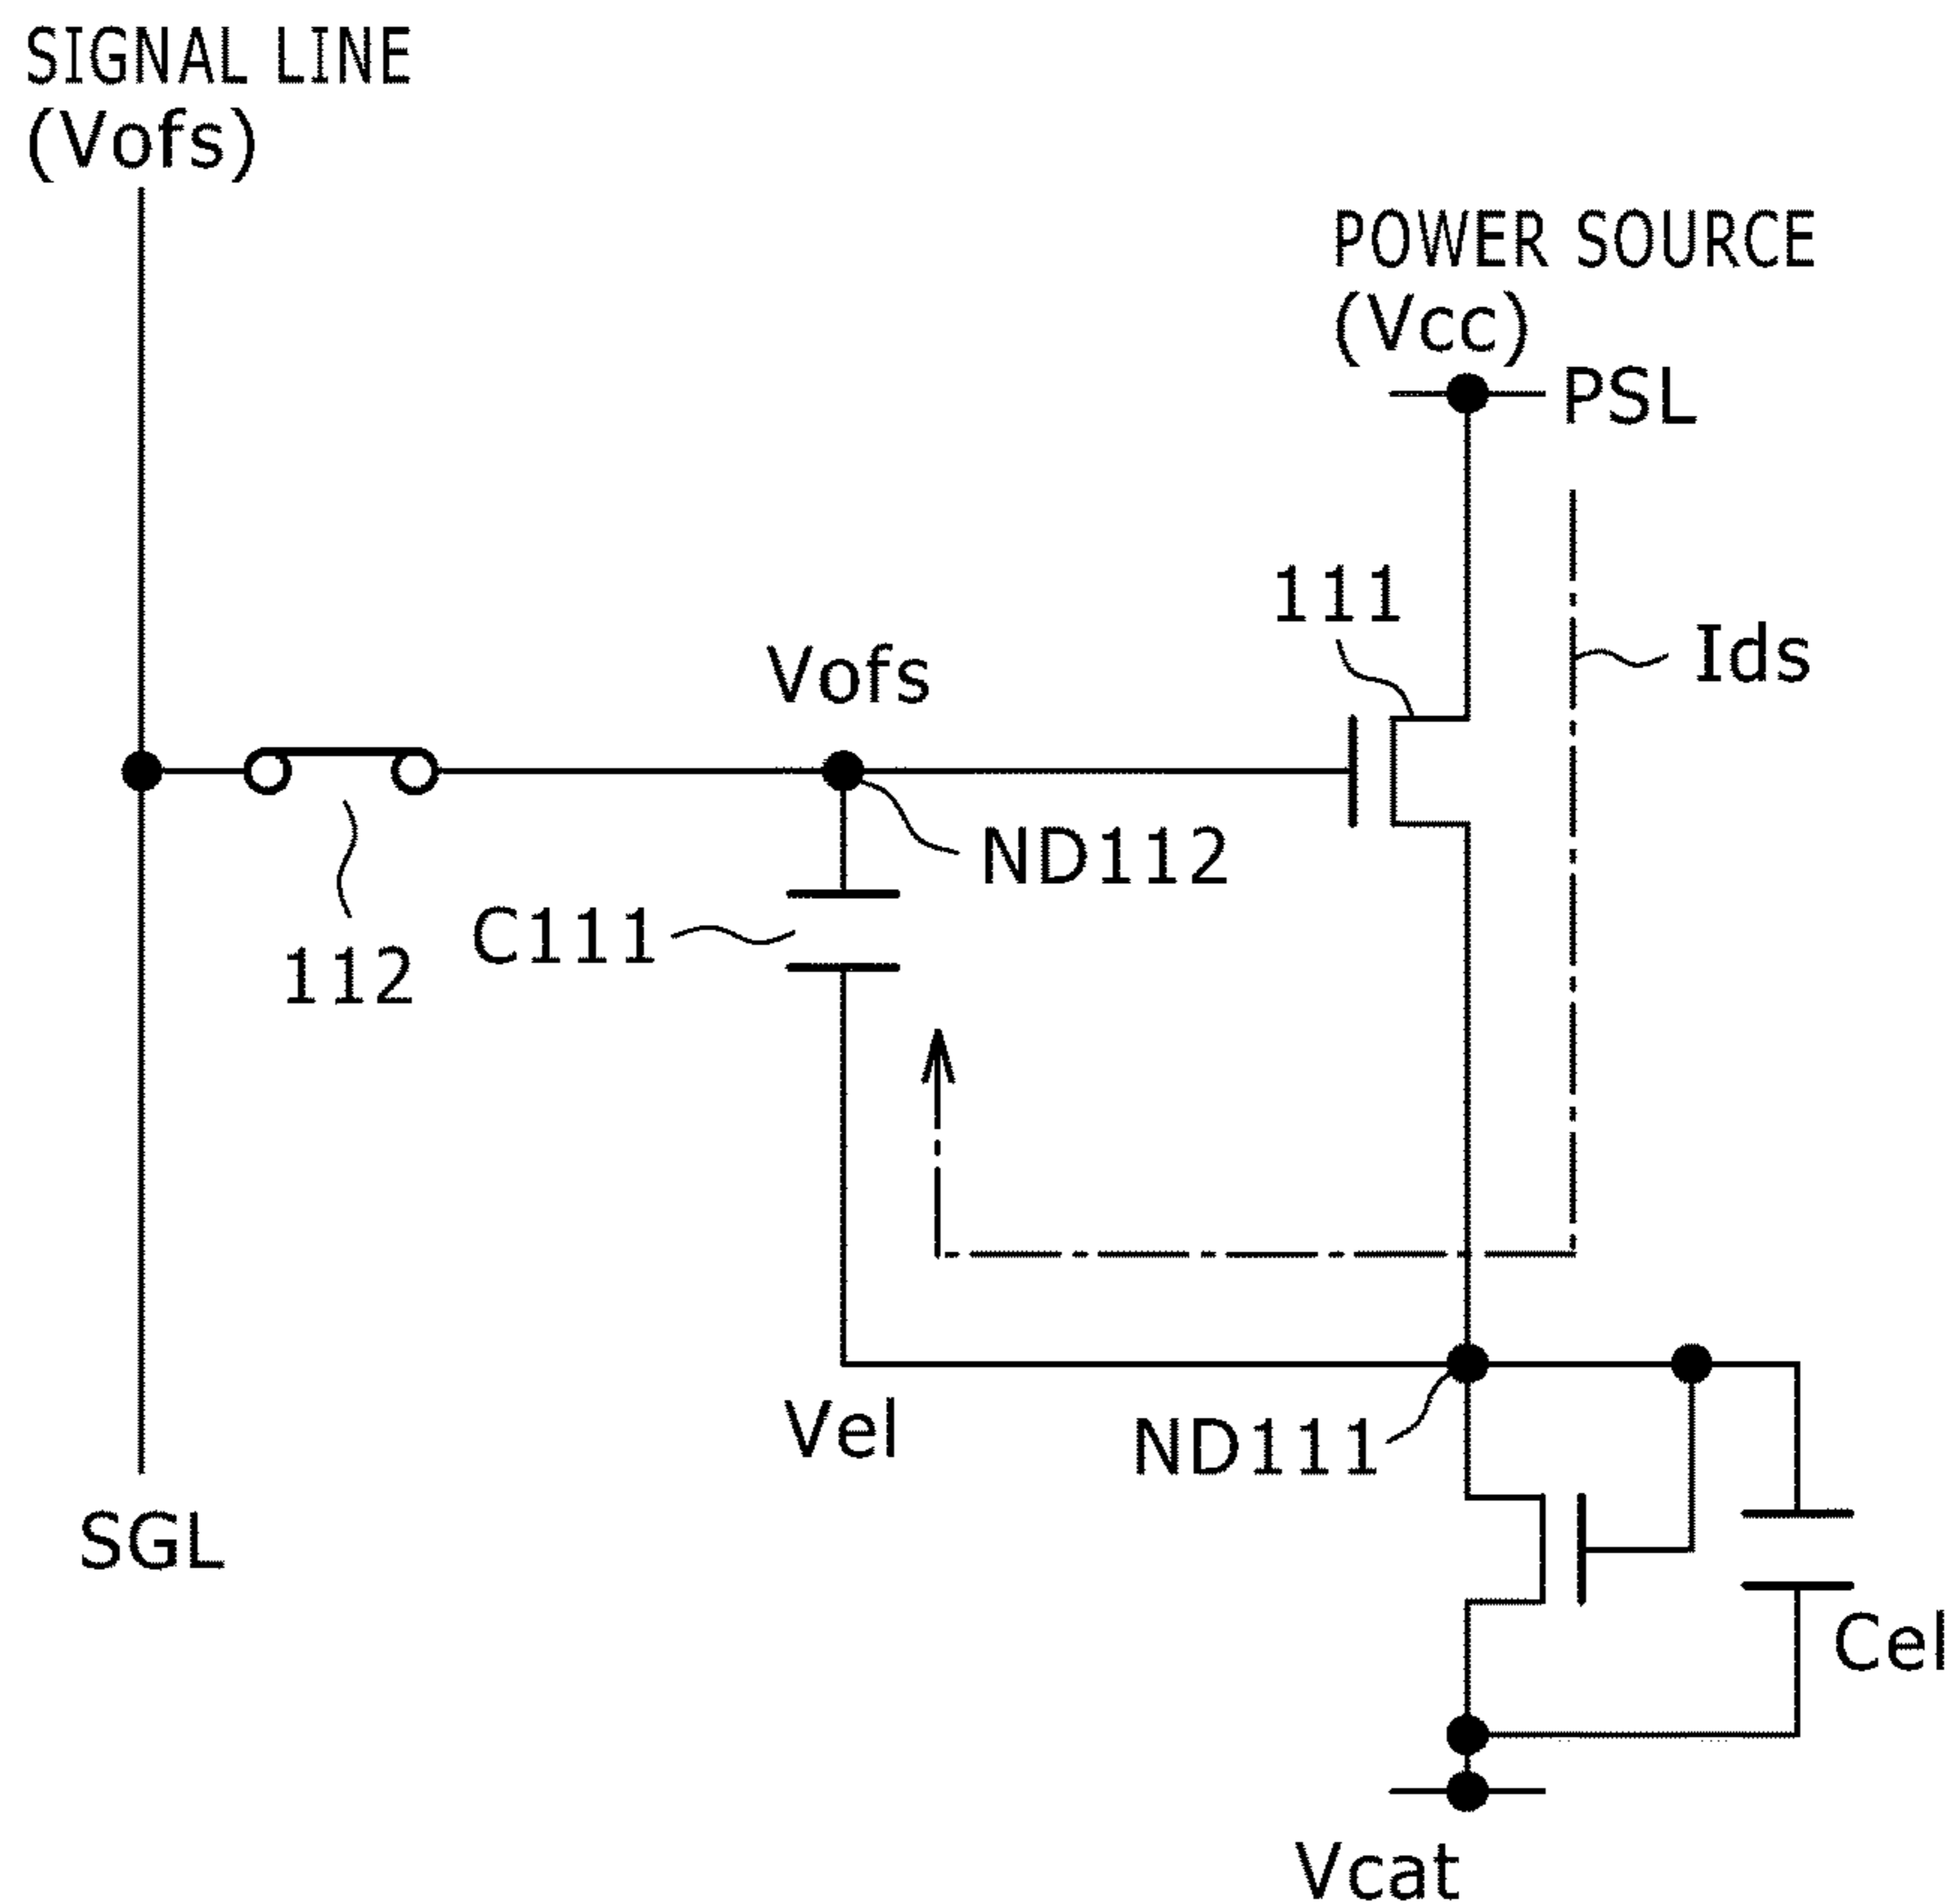 SIGNAL LINE
(Vofs)
POWER SOURCE
(Vcc)
PSL
111
Ids
Vofs
ND112
C111
112
Vel
ND111
SGL
Cel
Vcat